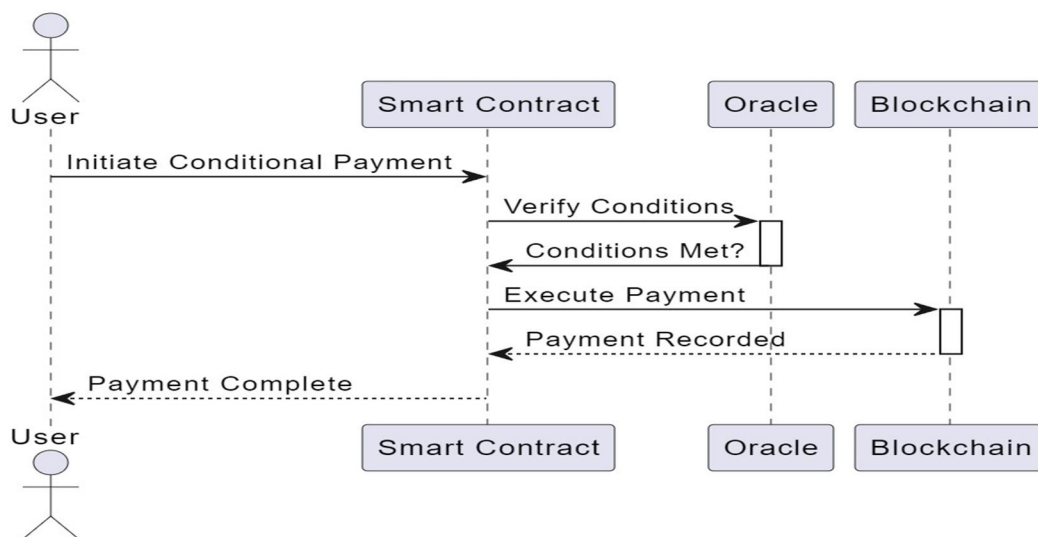 User
Smart Contract
Oracle
Blockchain
Initiate Conditional Payment
Verify Conditions
Conditions Met?
Execute Payment
Payment Recorded
Payment Complete
User
Smart Contract
Oracle
Blockchain